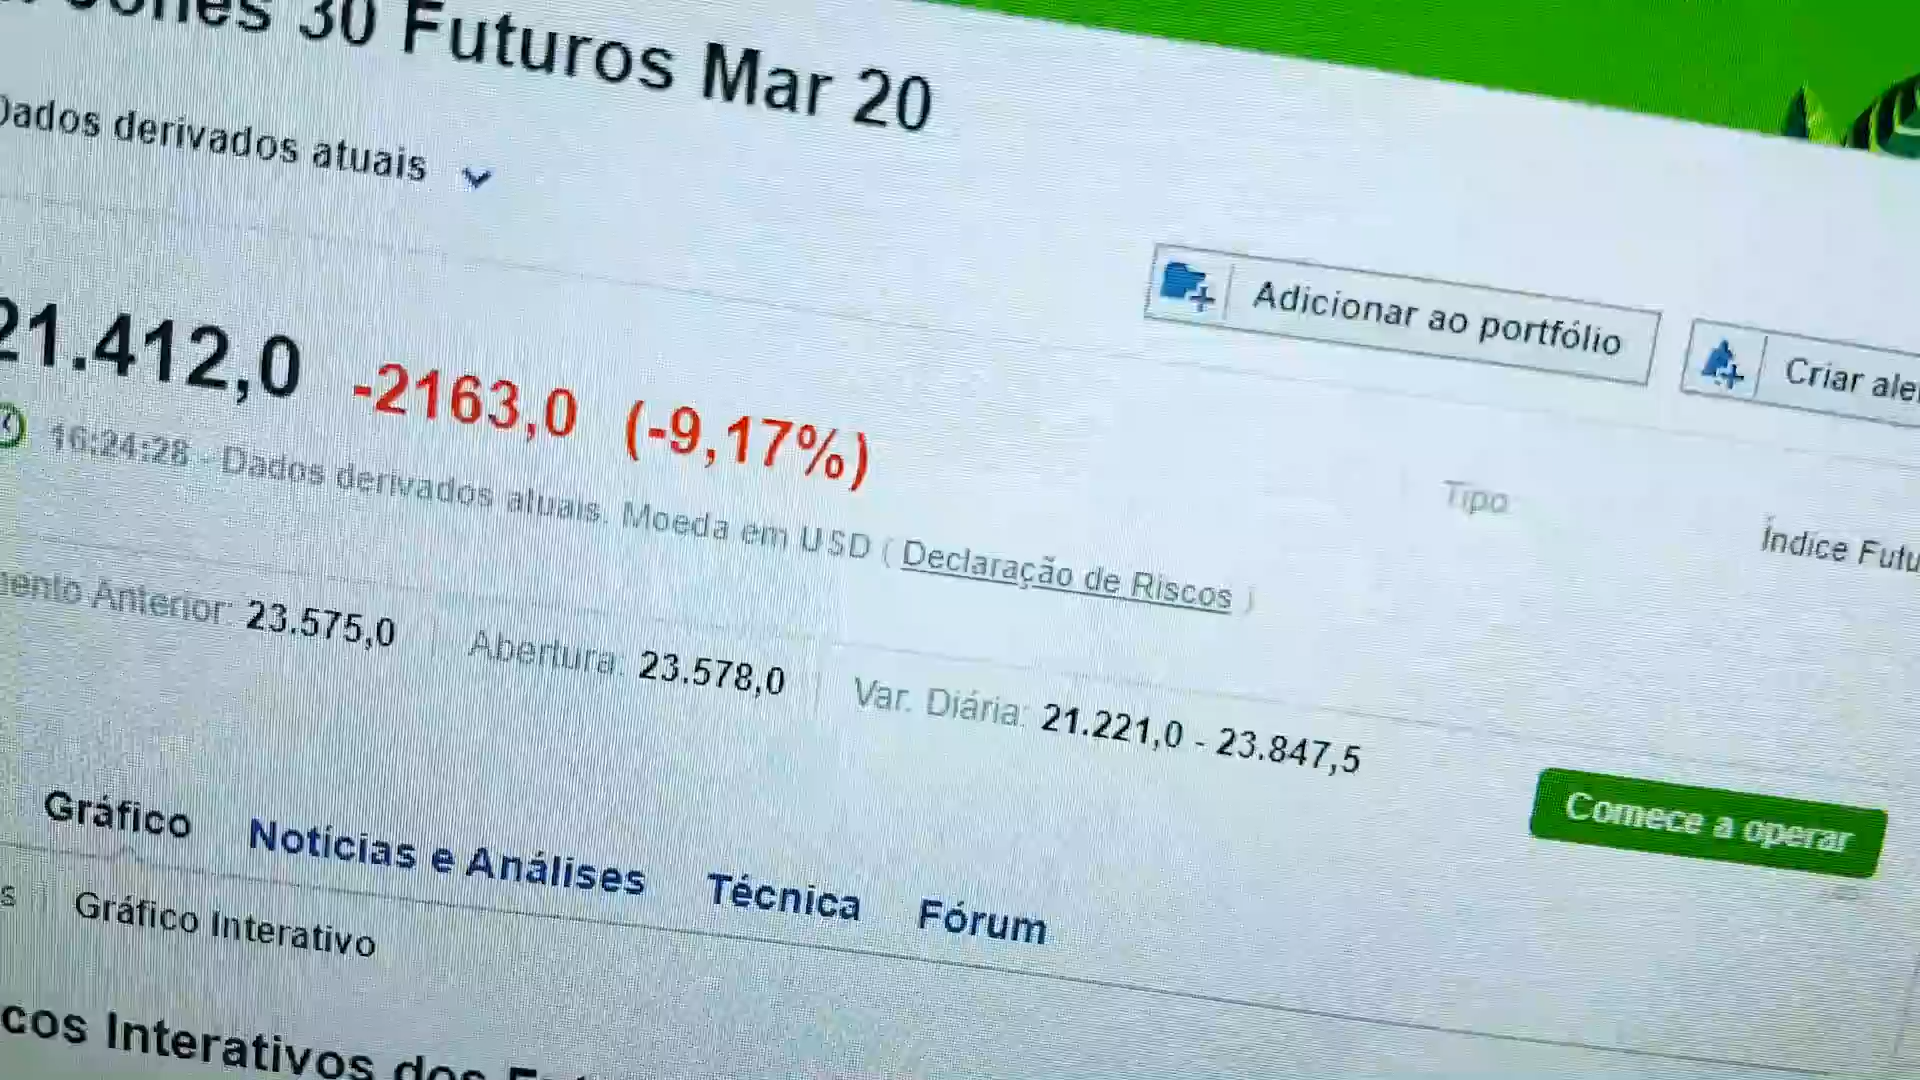 30 Futuros Mar 20
Dados derivados atuais
Adicionar ao portfólio
Criar
21.412,0 -2163,0 (-9,17%)
16:24:28 - Dados derivados atuais. Moeda em USD ( Declaração de Riscos )
Tipo
Índice
Anterior: 23.575,0 Abertura: 23.578,0 Var. Diária: 21.221,0 - 23.847,5
Comece a operar
Gráfico Notícias e Análises Técnica Fórum
Gráfico Interativo
Interativos dos